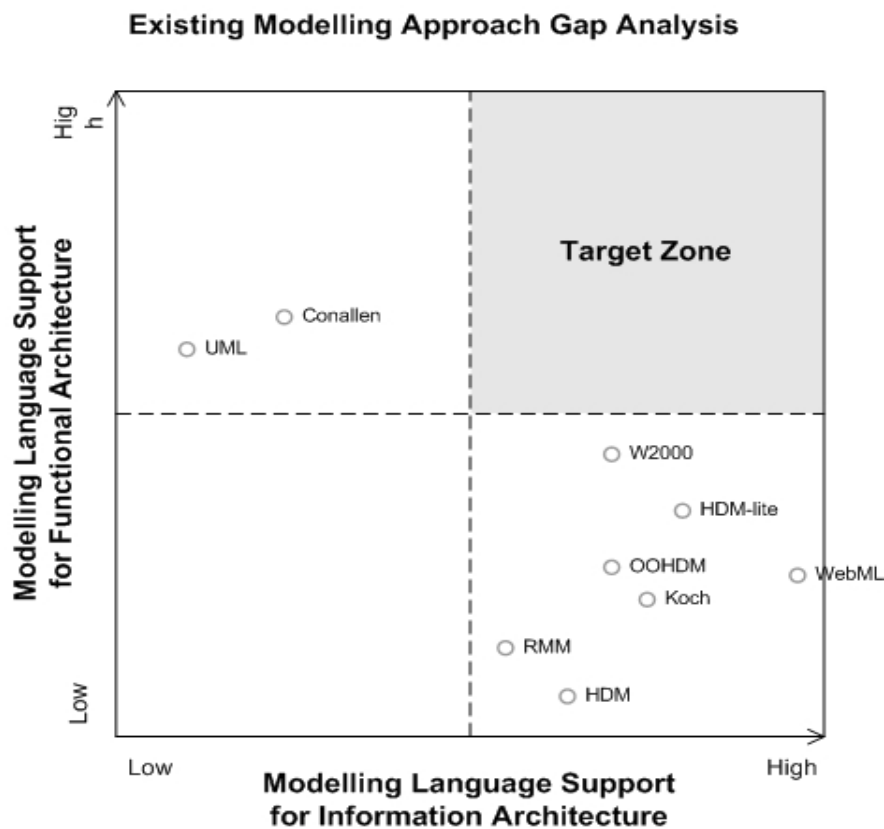 Existing Modelling Approach Gap Analysis
Hig
h
Modelling Language Support
for Functional Architecture
Target Zone
Conallen
UML
W2000
HDM-lite
OOHDM
WebML
Koch
RMM
HDM
Low
Low
High
Modelling Language Support
for Information Architecture